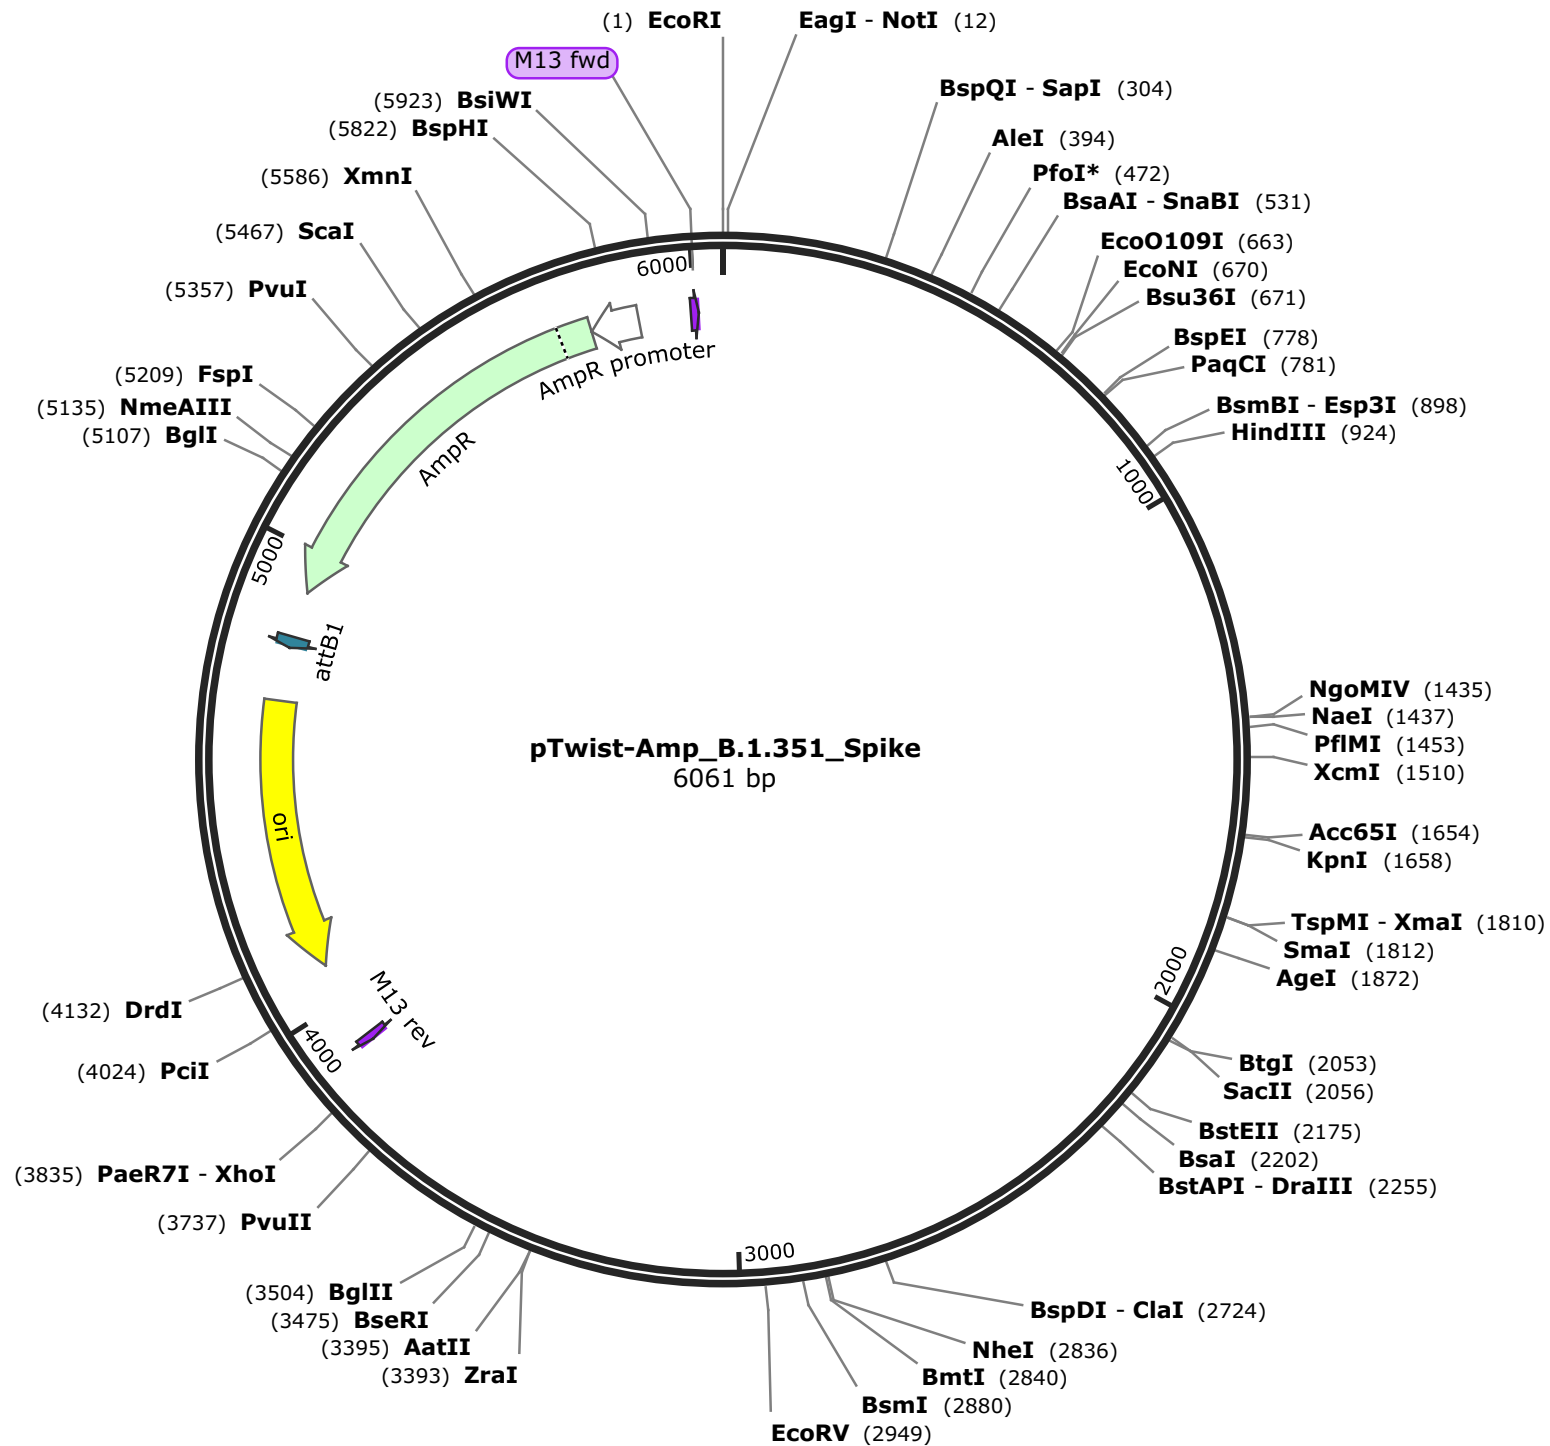 (1) EcoRI
EagI - NotI (12)
M13 fwd
(5923) BsiWI
(5822) BspHI
(5586) XmnI
(5467) ScaI
(5357) PvuI
(5209) FspI
(5135) NmeAIII
(5107) BglI
BspQI - SapI (304)
AleI (394)
PfoI* (472)
BsaAI - SnaBI (531)
EcoO109I (663)
EcoNI (670)
Bsu36I (671)
BspEI (778)
PaqCI (781)
BsmBI - Esp3I (898)
HindIII (924)
6000
AmpR promoter
AmpR
1000
5000
attB1
NgoMIV (1435)
NaeI (1437)
PflMI (1453)
XcmI (1510)
pTwist-Amp_B.1.351_Spike
6061 bp
ori
Acc65I (1654)
KpnI (1658)
TspMI - XmaI (1810)
SmaI (1812)
AgeI (1872)
2000
M13 rev
4000
(4132) DrdI
(4024) PciI
BtgI (2053)
SacII (2056)
BstEII (2175)
BsaI (2202)
BstAPI - DraIII (2255)
(3835) PaeR7I - XhoI
(3737) PvuII
3000
(3504) BglII
(3475) BseRI
(3395) AatII
(3393) ZraI
BspDI - ClaI (2724)
NheI (2836)
BmtI (2840)
BsmI (2880)
EcoRV (2949)